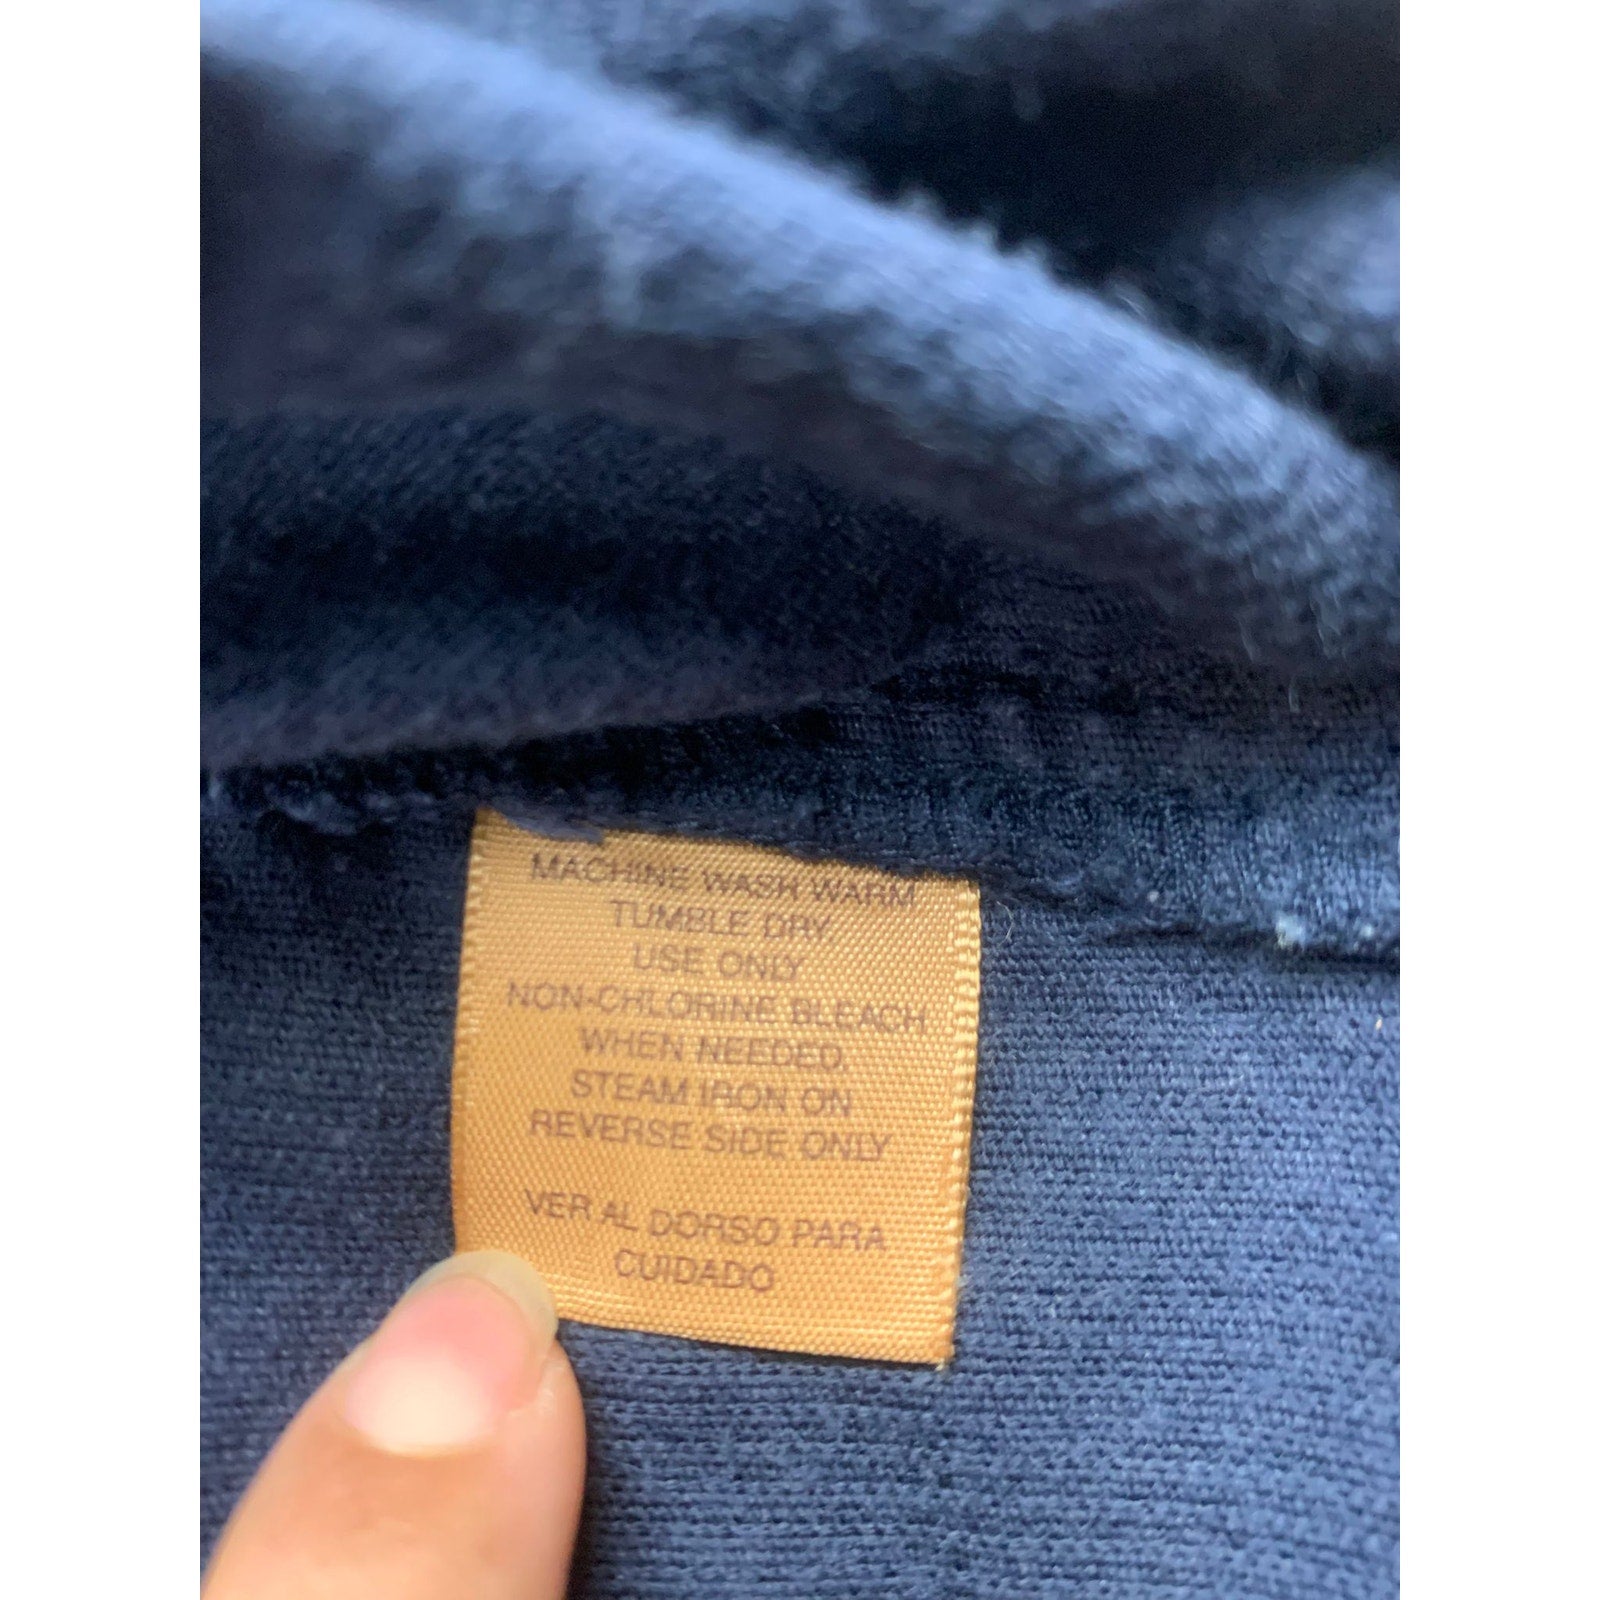 MACHINE WASH WARM
TUMBLE DRY.
USE ONLY
NON-CHLORINE BLEACH
WHEN NEEDED.
STEAM IRON ON
REVERSE SIDE ONLY
VER AL DORSO PARA
CUIDADO